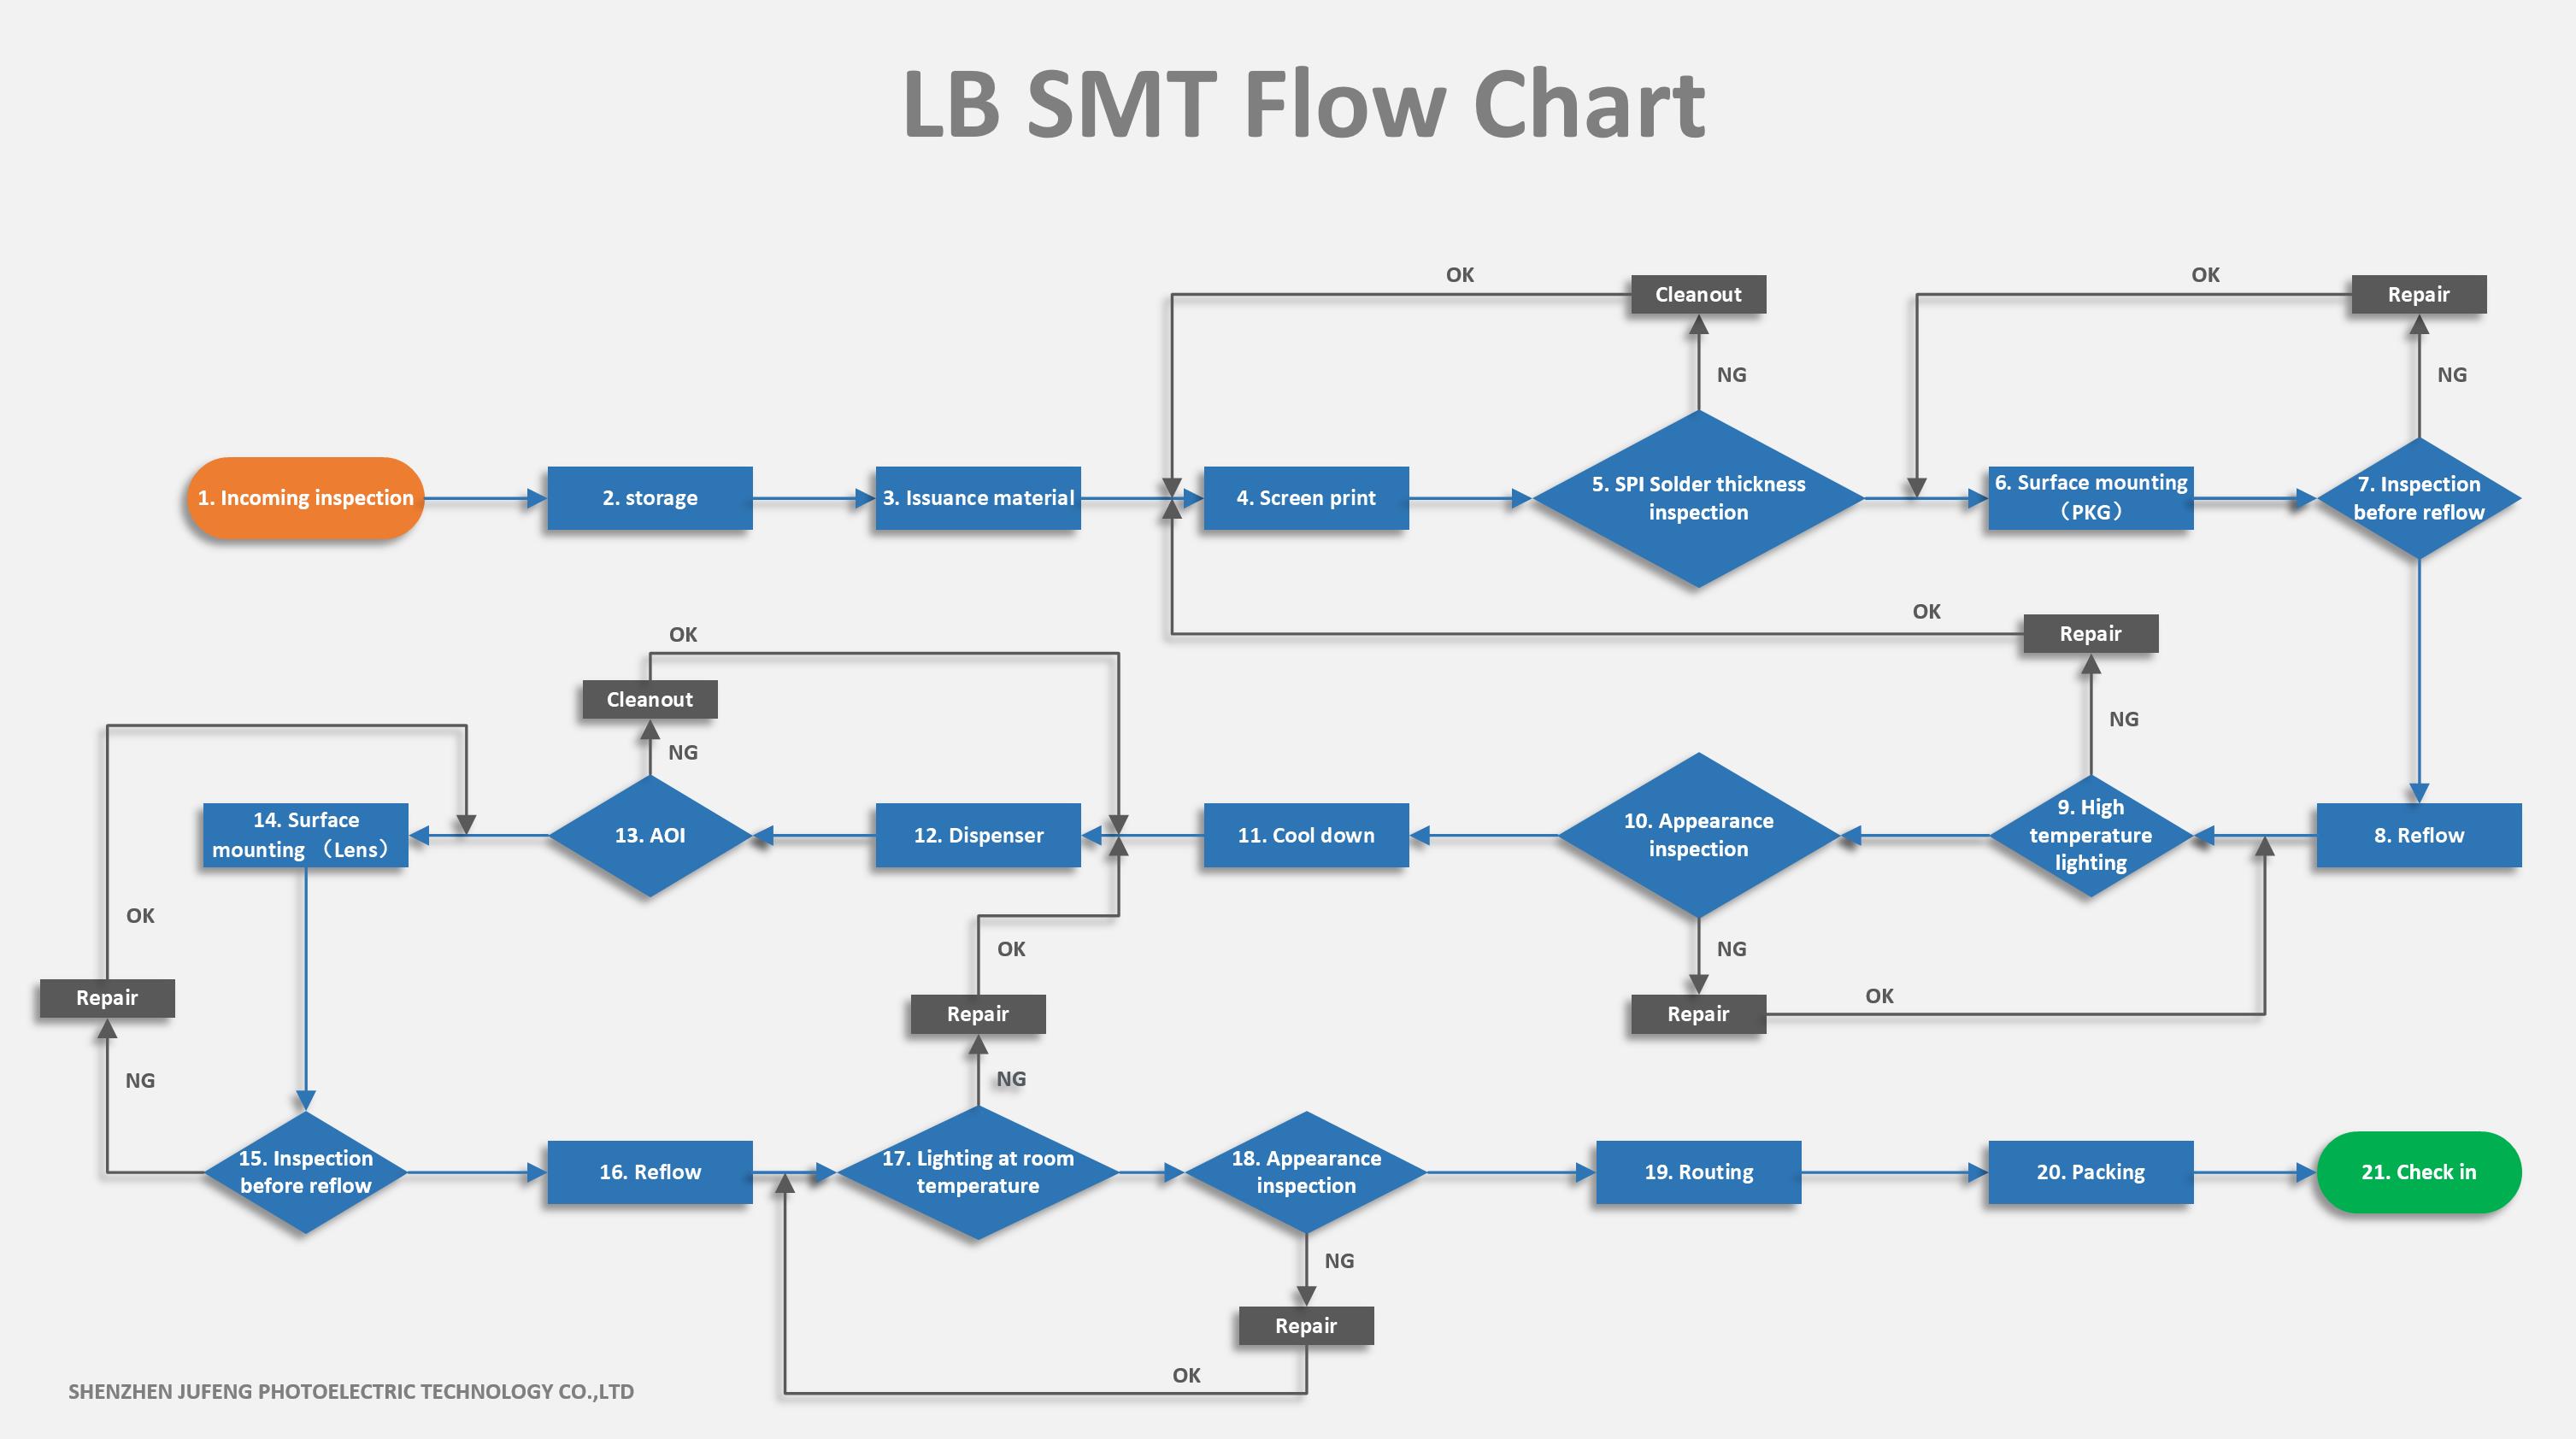 LB SMT Flow Chart
OK
Cleanout
OK
Repair
NG
NG
1. Incoming inspection
2. storage
3. Issuance material
4. Screen print
5. SPI Solder thickness
inspection
6. Surface mounting
（PKG）
7. Inspection
before reflow
OK
Repair
OK
Cleanout
NG
NG
14. Surface
mounting （Lens）
13. AOI
12. Dispenser
11. Cool down
10. Appearance
inspection
9. High
temperature
lighting
8. Reflow
OK
OK
NG
Repair
Repair
Repair
OK
NG
NG
15. Inspection
before reflow
16. Reflow
17. Lighting at room
temperature
18. Appearance
inspection
19. Routing
20. Packing
21. Check in
NG
Repair
OK
SHENZHEN JUFENG PHOTOELECTRIC TECHNOLOGY CO.,LTD